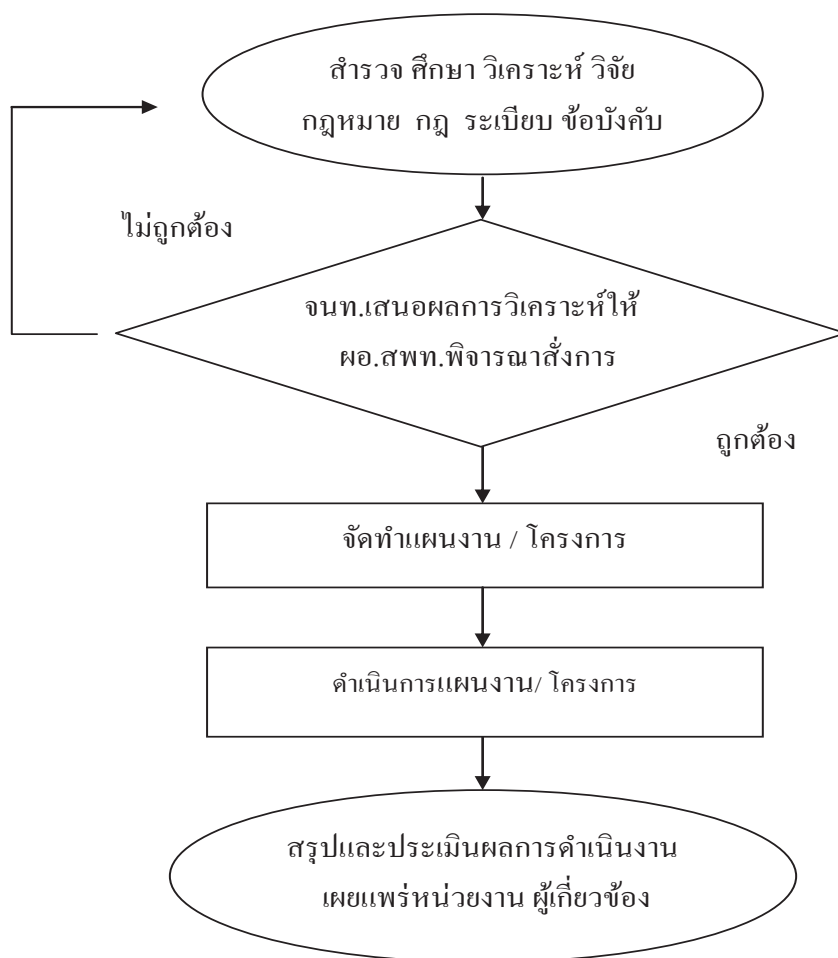 สำรวจ ศึกษา วิเคราะห์ วิจัย
กฎหมาย กฎ ระเบียบ ข้อบังคับ
ไม่ถูกต้อง
จนท.เสนอผลการวิเคราะห์ให้
ผอ.สพท.พิจารณาสั่งการ
ถูกต้อง
จัดทำแผนงาน / โครงการ
ดำเนินการแผนงาน/ โครงการ
สรุปและประเมินผลการดำเนินงาน
เผยแพร่หน่วยงาน ผู้เกี่ยวข้อง